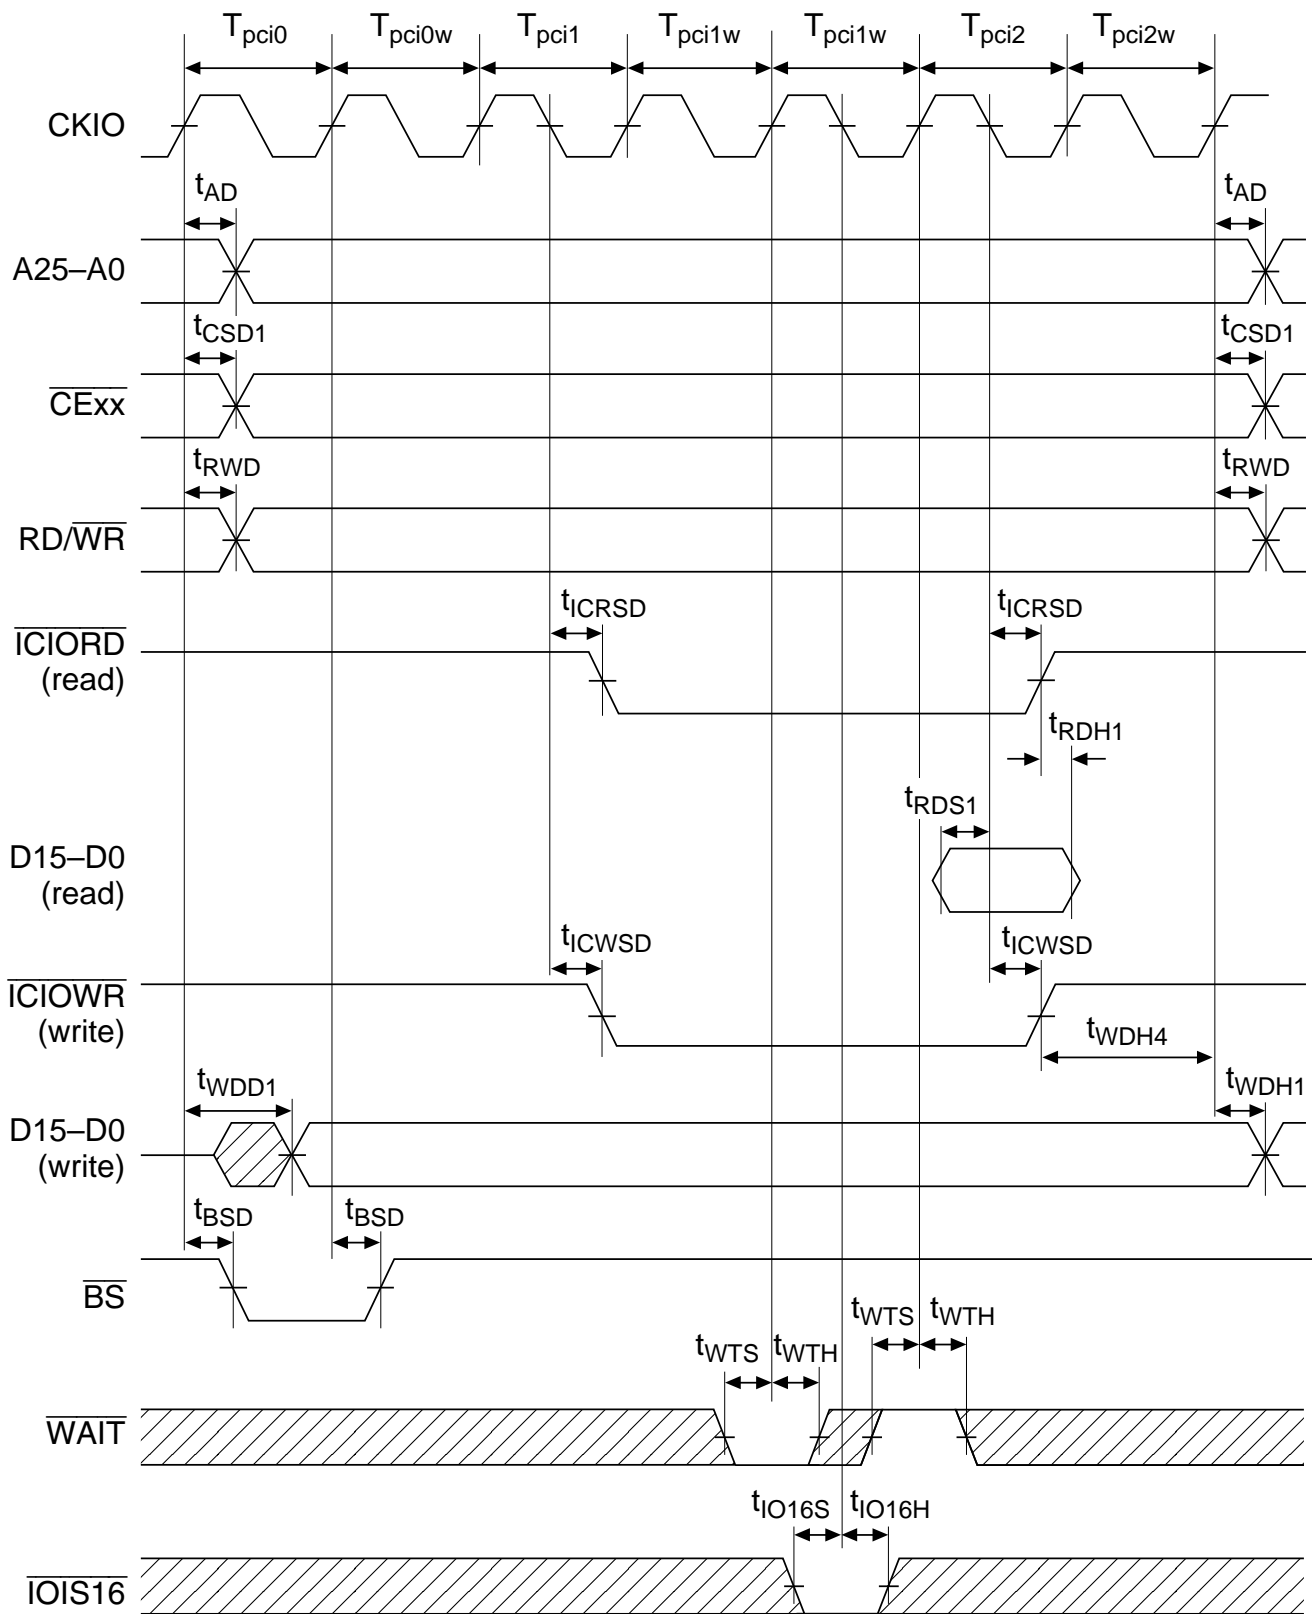 Tpci0 Tpci0w Tpci1 Tpci1w Tpci1w Tpci2 Tpci2w
CKIO
tAD tAD
A25–A0
tCSD1 tCSD1
CExx
tRWD tRWD
RD/WR
tICRSD tICRSD
ICIORD
(read)
tRDH1
tRDS1
D15–D0
(read)
tICWSD tICWSD
ICIOWR
(write)
tWDH4
tWDD1 tWDH1
D15–D0
(write)
tBSD tBSD
BS
tWTS tWTH
tWTS tWTH
WAIT
tIO16S tIO16H
IOIS16